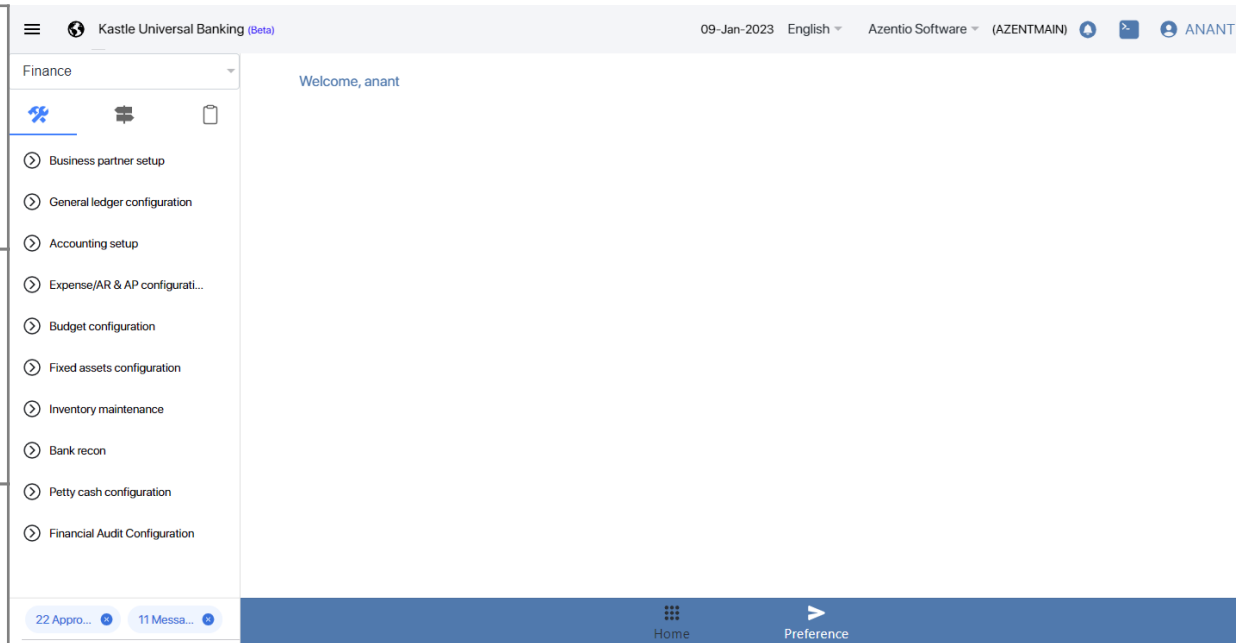 Kastle Universal Banking (Beta)
09-Jan-2023 English Azentio Software (AZENTMAIN) >- ANANT
Finance
Welcome, anant
Business partner setup
General ledger configuration
Accounting setup
Expense/AR & AP configurati...
Budget configuration
Fixed assets configuration
Inventory maintenance
Bank recon
Petty cash configuration
Financial Audit Configuration
22 Appro... 11 Messa...
Home
Preference